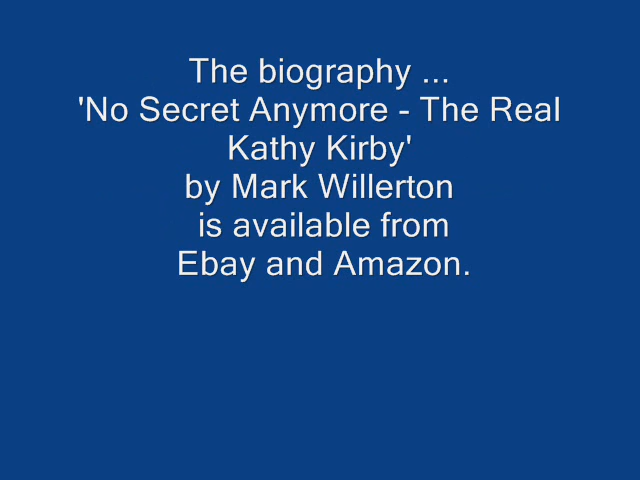 The biography ...
'No Secret Anymore - The Real
Kathy Kirby'
by Mark Willerton
is available from
Ebay and Amazon.